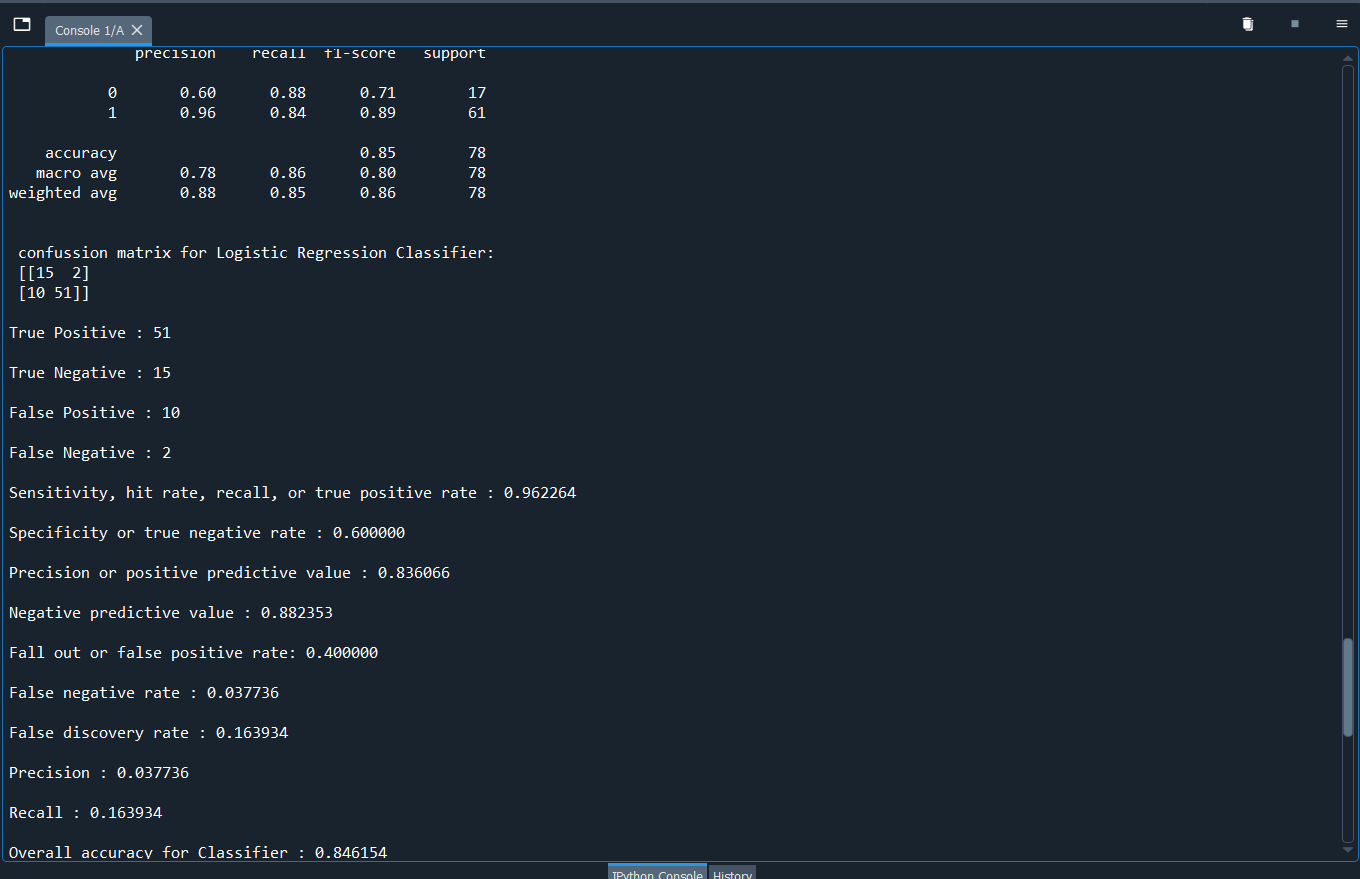 Console 1/A
precision recall f1-score support
0 0.60 0.88 0.71 17
1 0.96 0.84 0.89 61
accuracy 0.85 78
macro avg 0.78 0.86 0.80 78
weighted avg 0.88 0.85 0.86 78
confussion matrix for Logistic Regression Classifier:
[[15  2]
[10 51]]
True Positive : 51
True Negative : 15
False Positive : 10
False Negative : 2
Sensitivity, hit rate, recall, or true positive rate : 0.962264
Specificity or true negative rate : 0.600000
Precision or positive predictive value : 0.836066
Negative predictive value : 0.882353
Fall out or false positive rate: 0.400000
False negative rate : 0.037736
False discovery rate : 0.163934
Precision : 0.037736
Recall : 0.163934
Overall accuracy for Classifier : 0.846154
IPython Console History